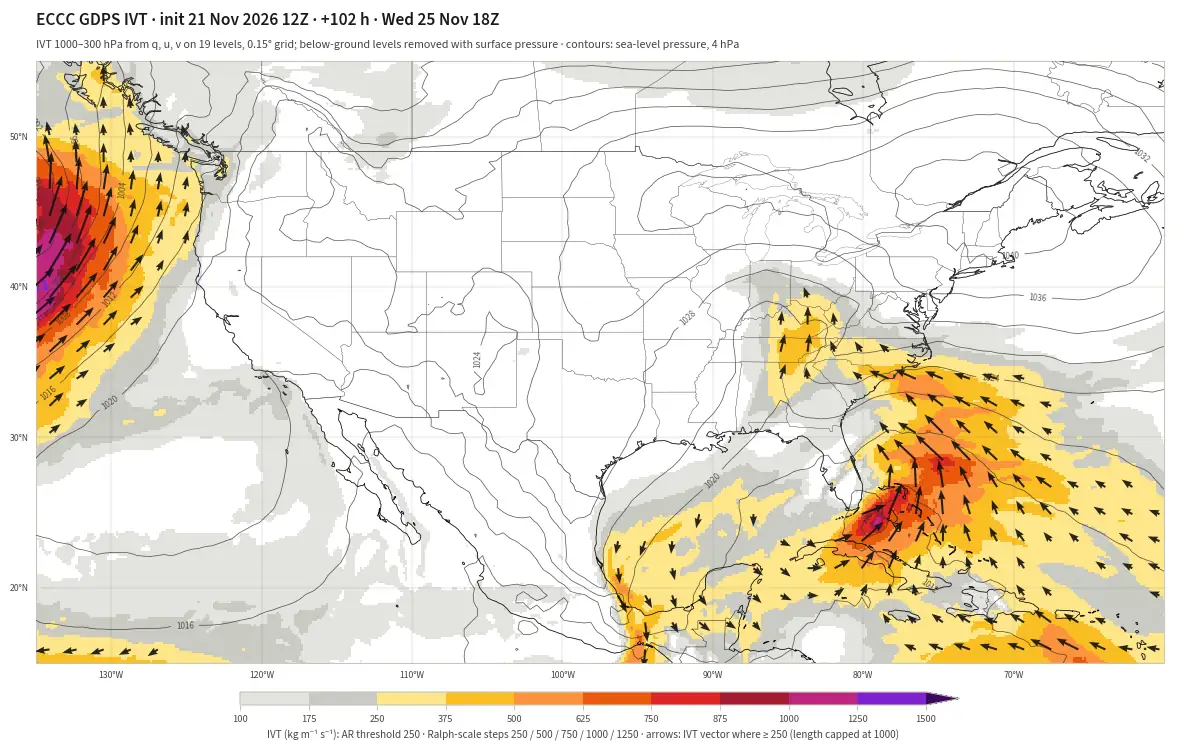 ECCC GDPS IVT · init 21 Nov 2026 12Z · +102 h · Wed 25 Nov 18Z
IVT 1000–300 hPa from q, u, v on 19 levels, 0.15° grid; below-ground levels removed with surface pressure · contours: sea-level pressure, 4 hPa
50°N
1032
1004
1040
40°N
1012
1036
1028
1024
1016
1020
30°N
1020
20°N
1016
130°W 120°W 110°W 100°W 90°W 80°W 70°W
100 175 250 375 500 625 750 875 1000 1250 1500
IVT (kg m⁻¹ s⁻¹): AR threshold 250 · Ralph-scale steps 250 / 500 / 750 / 1000 / 1250 · arrows: IVT vector where ≥ 250 (length capped at 1000)